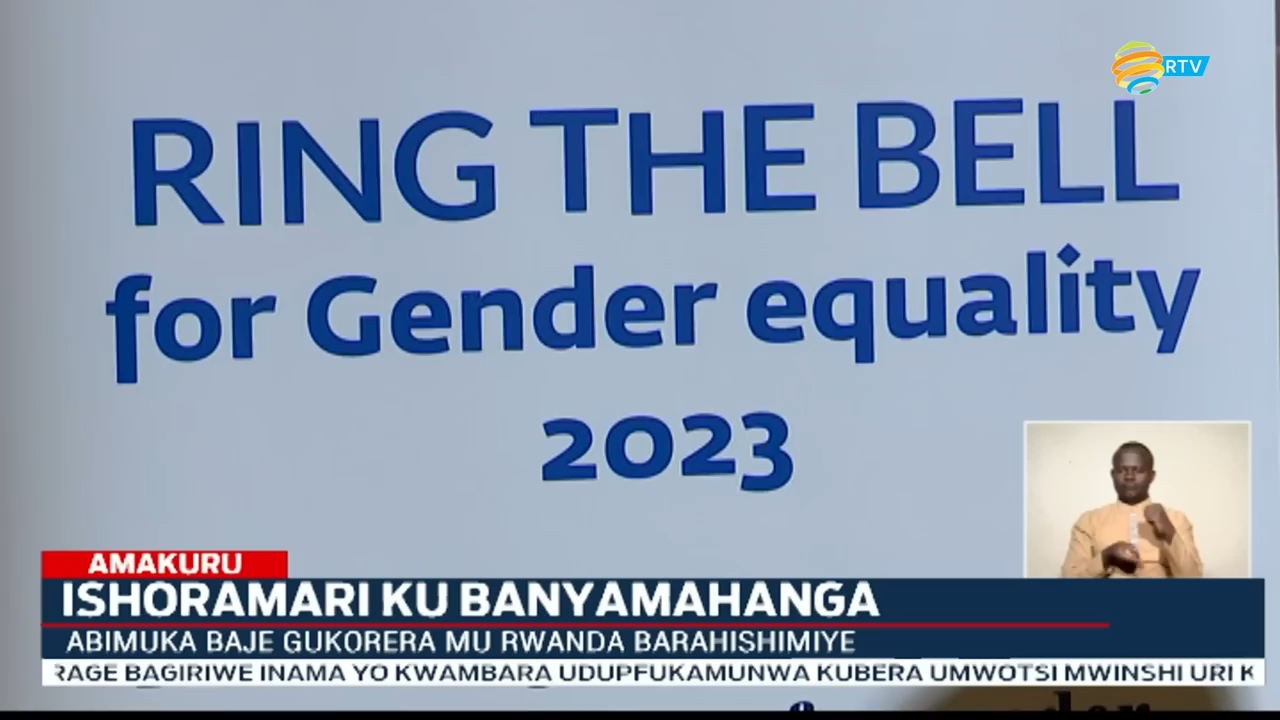 RTV
RING THE BELL
for Gender equality
2023
AMAKURU
ISHORAMARI KU BANYAMAHANGA
ABIMUKA BAJE GUKORERA MU RWANDA BARAHISHIMIYE
RAGE BAGIRIWE INAMA YO KWAMBARA UDUPFUKAMUNWA KUBERA UMWOTSI MWINSHI URI K